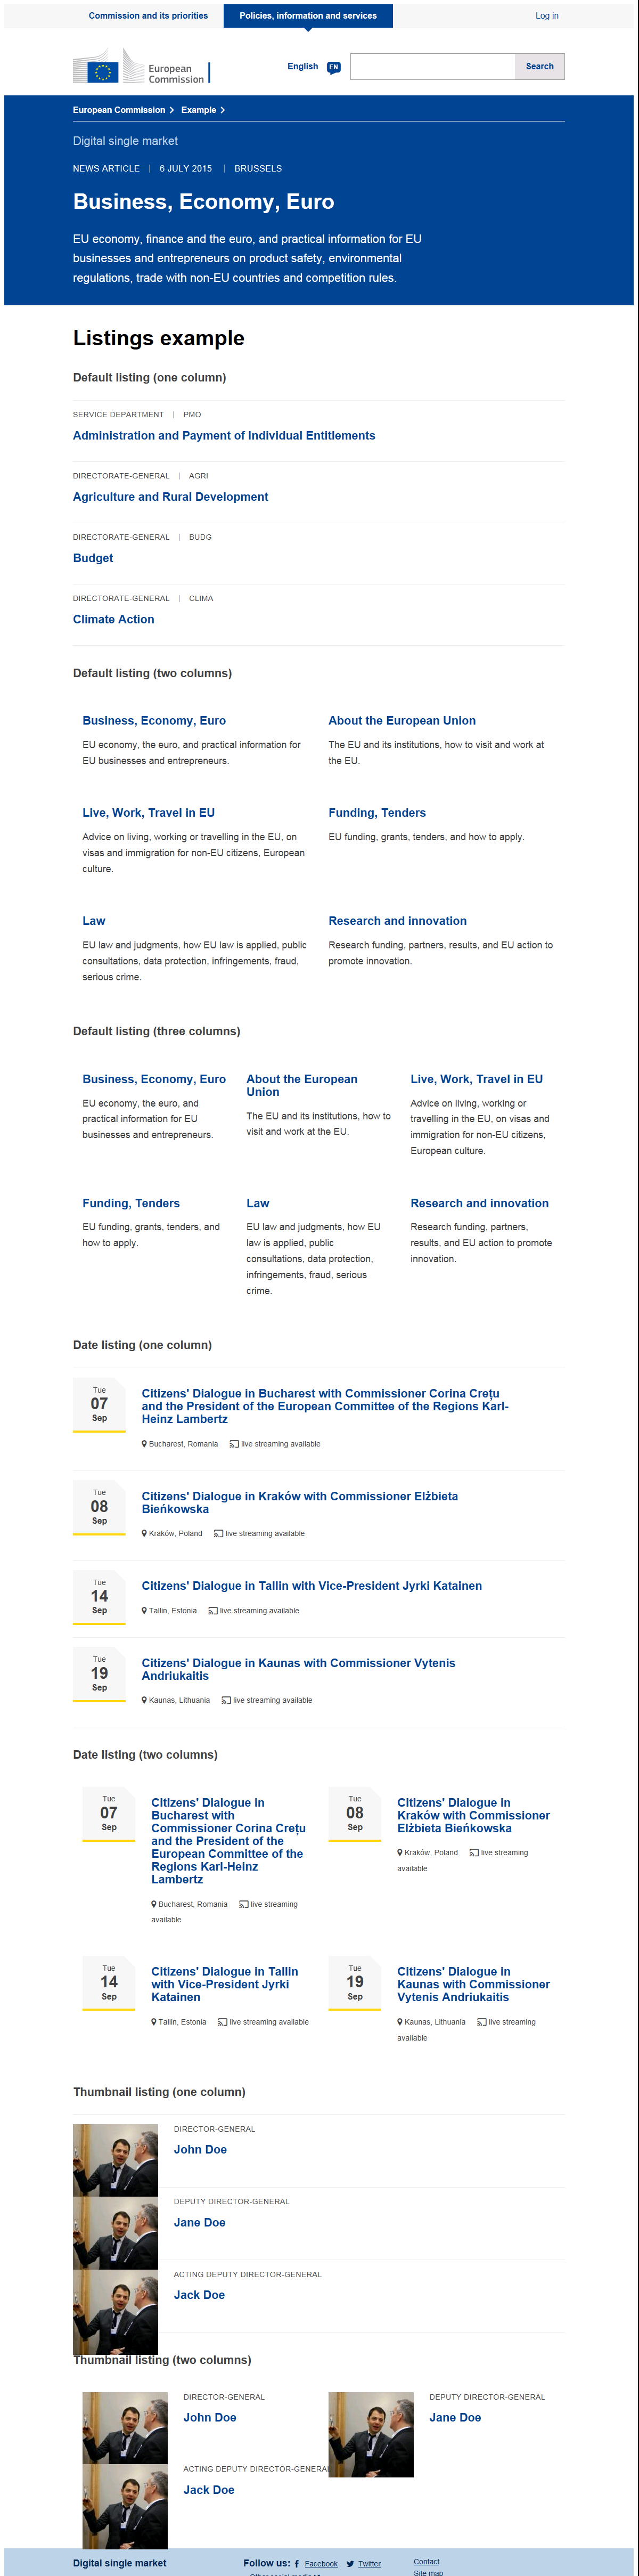 Commission and its priorities
Policies, information and services
Log in
European
Commission
English
EN
Search
European Commission
Example
Digital single market
NEWS ARTICLE | 6 JULY 2015 | BRUSSELS
Business, Economy, Euro
EU economy, finance and the euro, and practical information for EU
businesses and entrepreneurs on product safety, environmental
regulations, trade with non-EU countries and competition rules.
Listings example
Default listing (one column)
SERVICE DEPARTMENT | PMO
Administration and Payment of Individual Entitlements
DIRECTORATE-GENERAL | AGRI
Agriculture and Rural Development
DIRECTORATE-GENERAL | BUDG
Budget
DIRECTORATE-GENERAL | CLIMA
Climate Action
Default listing (two columns)
Business, Economy, Euro
EU economy, the euro, and practical information for
EU businesses and entrepreneurs.
About the European Union
The EU and its institutions, how to visit and work at
the EU.
Live, Work, Travel in EU
Advice on living, working or travelling in the EU, on
visas and immigration for non-EU citizens, European
culture.
Funding, Tenders
EU funding, grants, tenders, and how to apply.
Law
EU law and judgments, how EU law is applied, public
consultations, data protection, infringements, fraud,
serious crime.
Research and innovation
Research funding, partners, results, and EU action to
promote innovation.
Default listing (three columns)
Business, Economy, Euro
EU economy, the euro, and
practical information for EU
businesses and entrepreneurs.
About the European
Union
The EU and its institutions, how to
visit and work at the EU.
Live, Work, Travel in EU
Advice on living, working or
travelling in the EU, on visas and
immigration for non-EU citizens,
European culture.
Funding, Tenders
EU funding, grants, tenders, and
how to apply.
Law
EU law and judgments, how EU
law is applied, public
consultations, data protection,
infringements, fraud, serious
crime.
Research and innovation
Research funding, partners,
results, and EU action to promote
innovation.
Date listing (one column)
Tue
07
Sep
Citizens' Dialogue in Bucharest with Commissioner Corina Crețu
and the President of the European Committee of the Regions Karl-
Heinz Lambertz
Bucharest, Romania live streaming available
Tue
08
Sep
Citizens' Dialogue in Kraków with Commissioner Elżbieta
Bieńkowska
Kraków, Poland live streaming available
Tue
14
Sep
Citizens' Dialogue in Tallin with Vice-President Jyrki Katainen
Tallin, Estonia live streaming available
Tue
19
Sep
Citizens' Dialogue in Kaunas with Commissioner Vytenis
Andriukaitis
Kaunas, Lithuania live streaming available
Date listing (two columns)
Tue
07
Sep
Citizens' Dialogue in
Bucharest with
Commissioner Corina Crețu
and the President of the
European Committee of the
Regions Karl-Heinz
Lambertz
Bucharest, Romania live streaming
available
Tue
08
Sep
Citizens' Dialogue in
Kraków with Commissioner
Elżbieta Bieńkowska
Kraków, Poland live streaming
available
Tue
14
Sep
Citizens' Dialogue in Tallin
with Vice-President Jyrki
Katainen
Tallin, Estonia live streaming available
Tue
19
Sep
Citizens' Dialogue in
Kaunas with Commissioner
Vytenis Andriukaitis
Kaunas, Lithuania live streaming
available
Thumbnail listing (one column)
DIRECTOR-GENERAL
John Doe
DEPUTY DIRECTOR-GENERAL
Jane Doe
ACTING DEPUTY DIRECTOR-GENERAL
Jack Doe
Thumbnail listing (two columns)
DIRECTOR-GENERAL
John Doe
DEPUTY DIRECTOR-GENERAL
Jane Doe
ACTING DEPUTY DIRECTOR-GENERAL
Jack Doe
Digital single market
Follow us: Facebook Twitter
Other social media
Contact
Site map